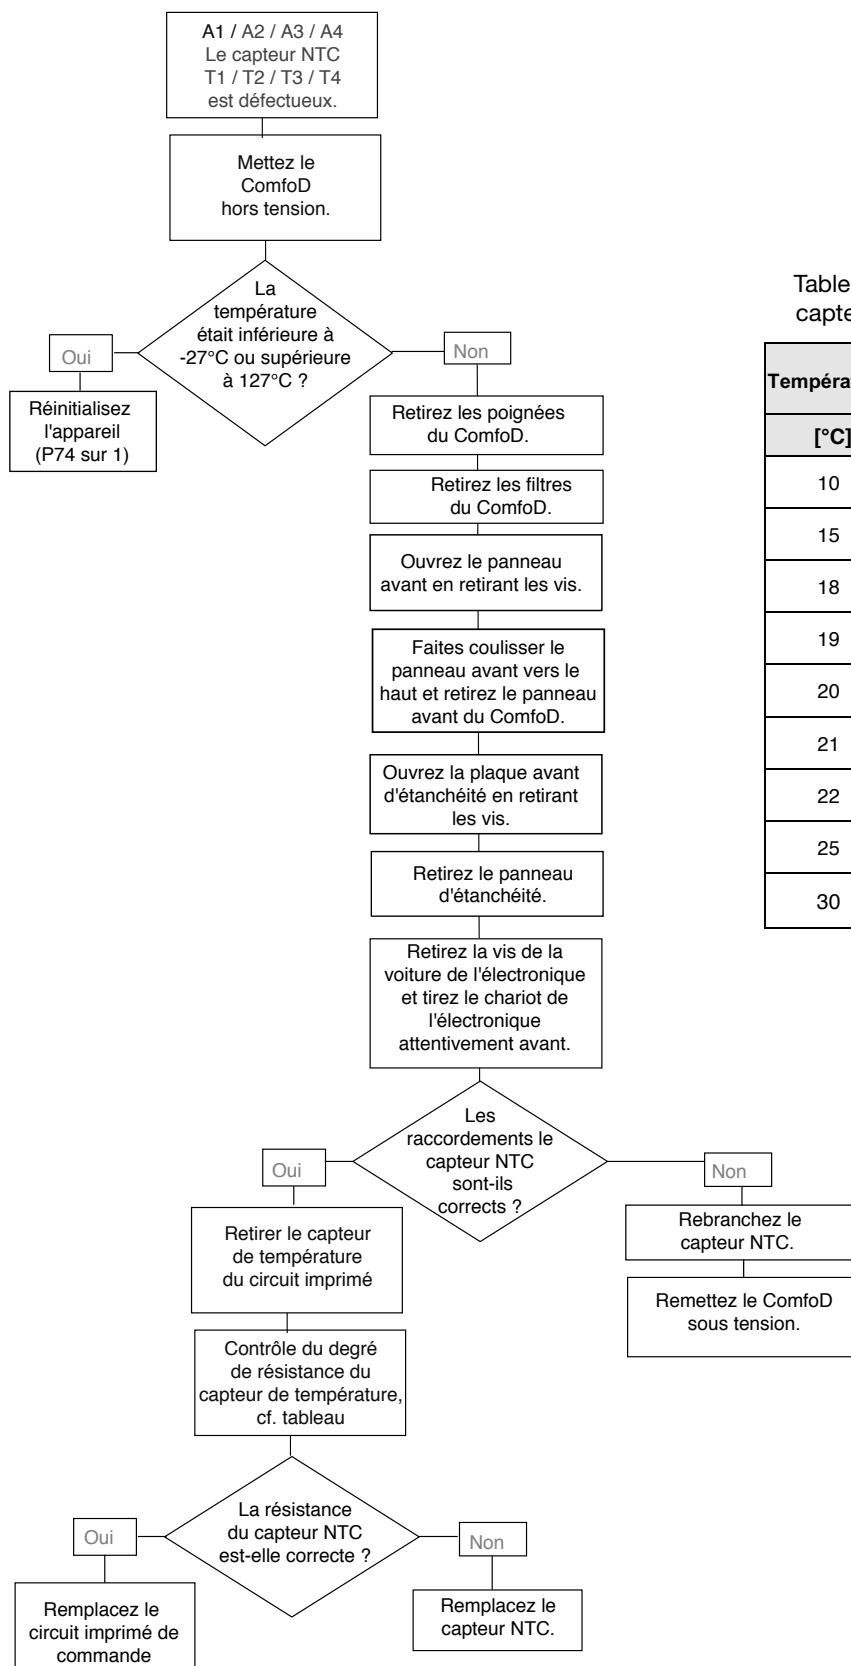 A1 / A2 / A3 / A4
Le capteur NTC
T1 / T2 / T3 / T4
est défectueux.
Mettez le
ComfoD
hors tension.
La
température
était inférieure à
-27°C ou supérieure
à 127°C ?
Oui
Réinitialisez
l'appareil
(P74 sur 1)
Non
Retirez les poignées
du ComfoD.
Retirez les filtres
du ComfoD.
Ouvrez le panneau
avant en retirant les vis.
Faites coulisser le
panneau avant vers le
haut et retirez le panneau
avant du ComfoD.
Ouvrez la plaque avant
d'étanchéité en retirant
les vis.
Retirez le panneau
d'étanchéité.
Retirez la vis de la
voiture de l'électronique
et tirez le chariot de
l'électronique
attentivement avant.
Les
raccordements le
capteur NTC
sont-ils
corrects ?
Oui
Retirer le capteur
de température
du circuit imprimé
Contrôle du degré
de résistance du
capteur de température,
cf. tableau
La résistance
du capteur NTC
est-elle correcte ?
Oui
Remplacez le
circuit imprimé de
commande
Non
Remplacez le
capteur NTC.
Non
Rebranchez le
capteur NTC.
Remettez le ComfoD
sous tension.
Table
capte
Tempéra
[°C]
10
15
18
19
20
21
22
25
30